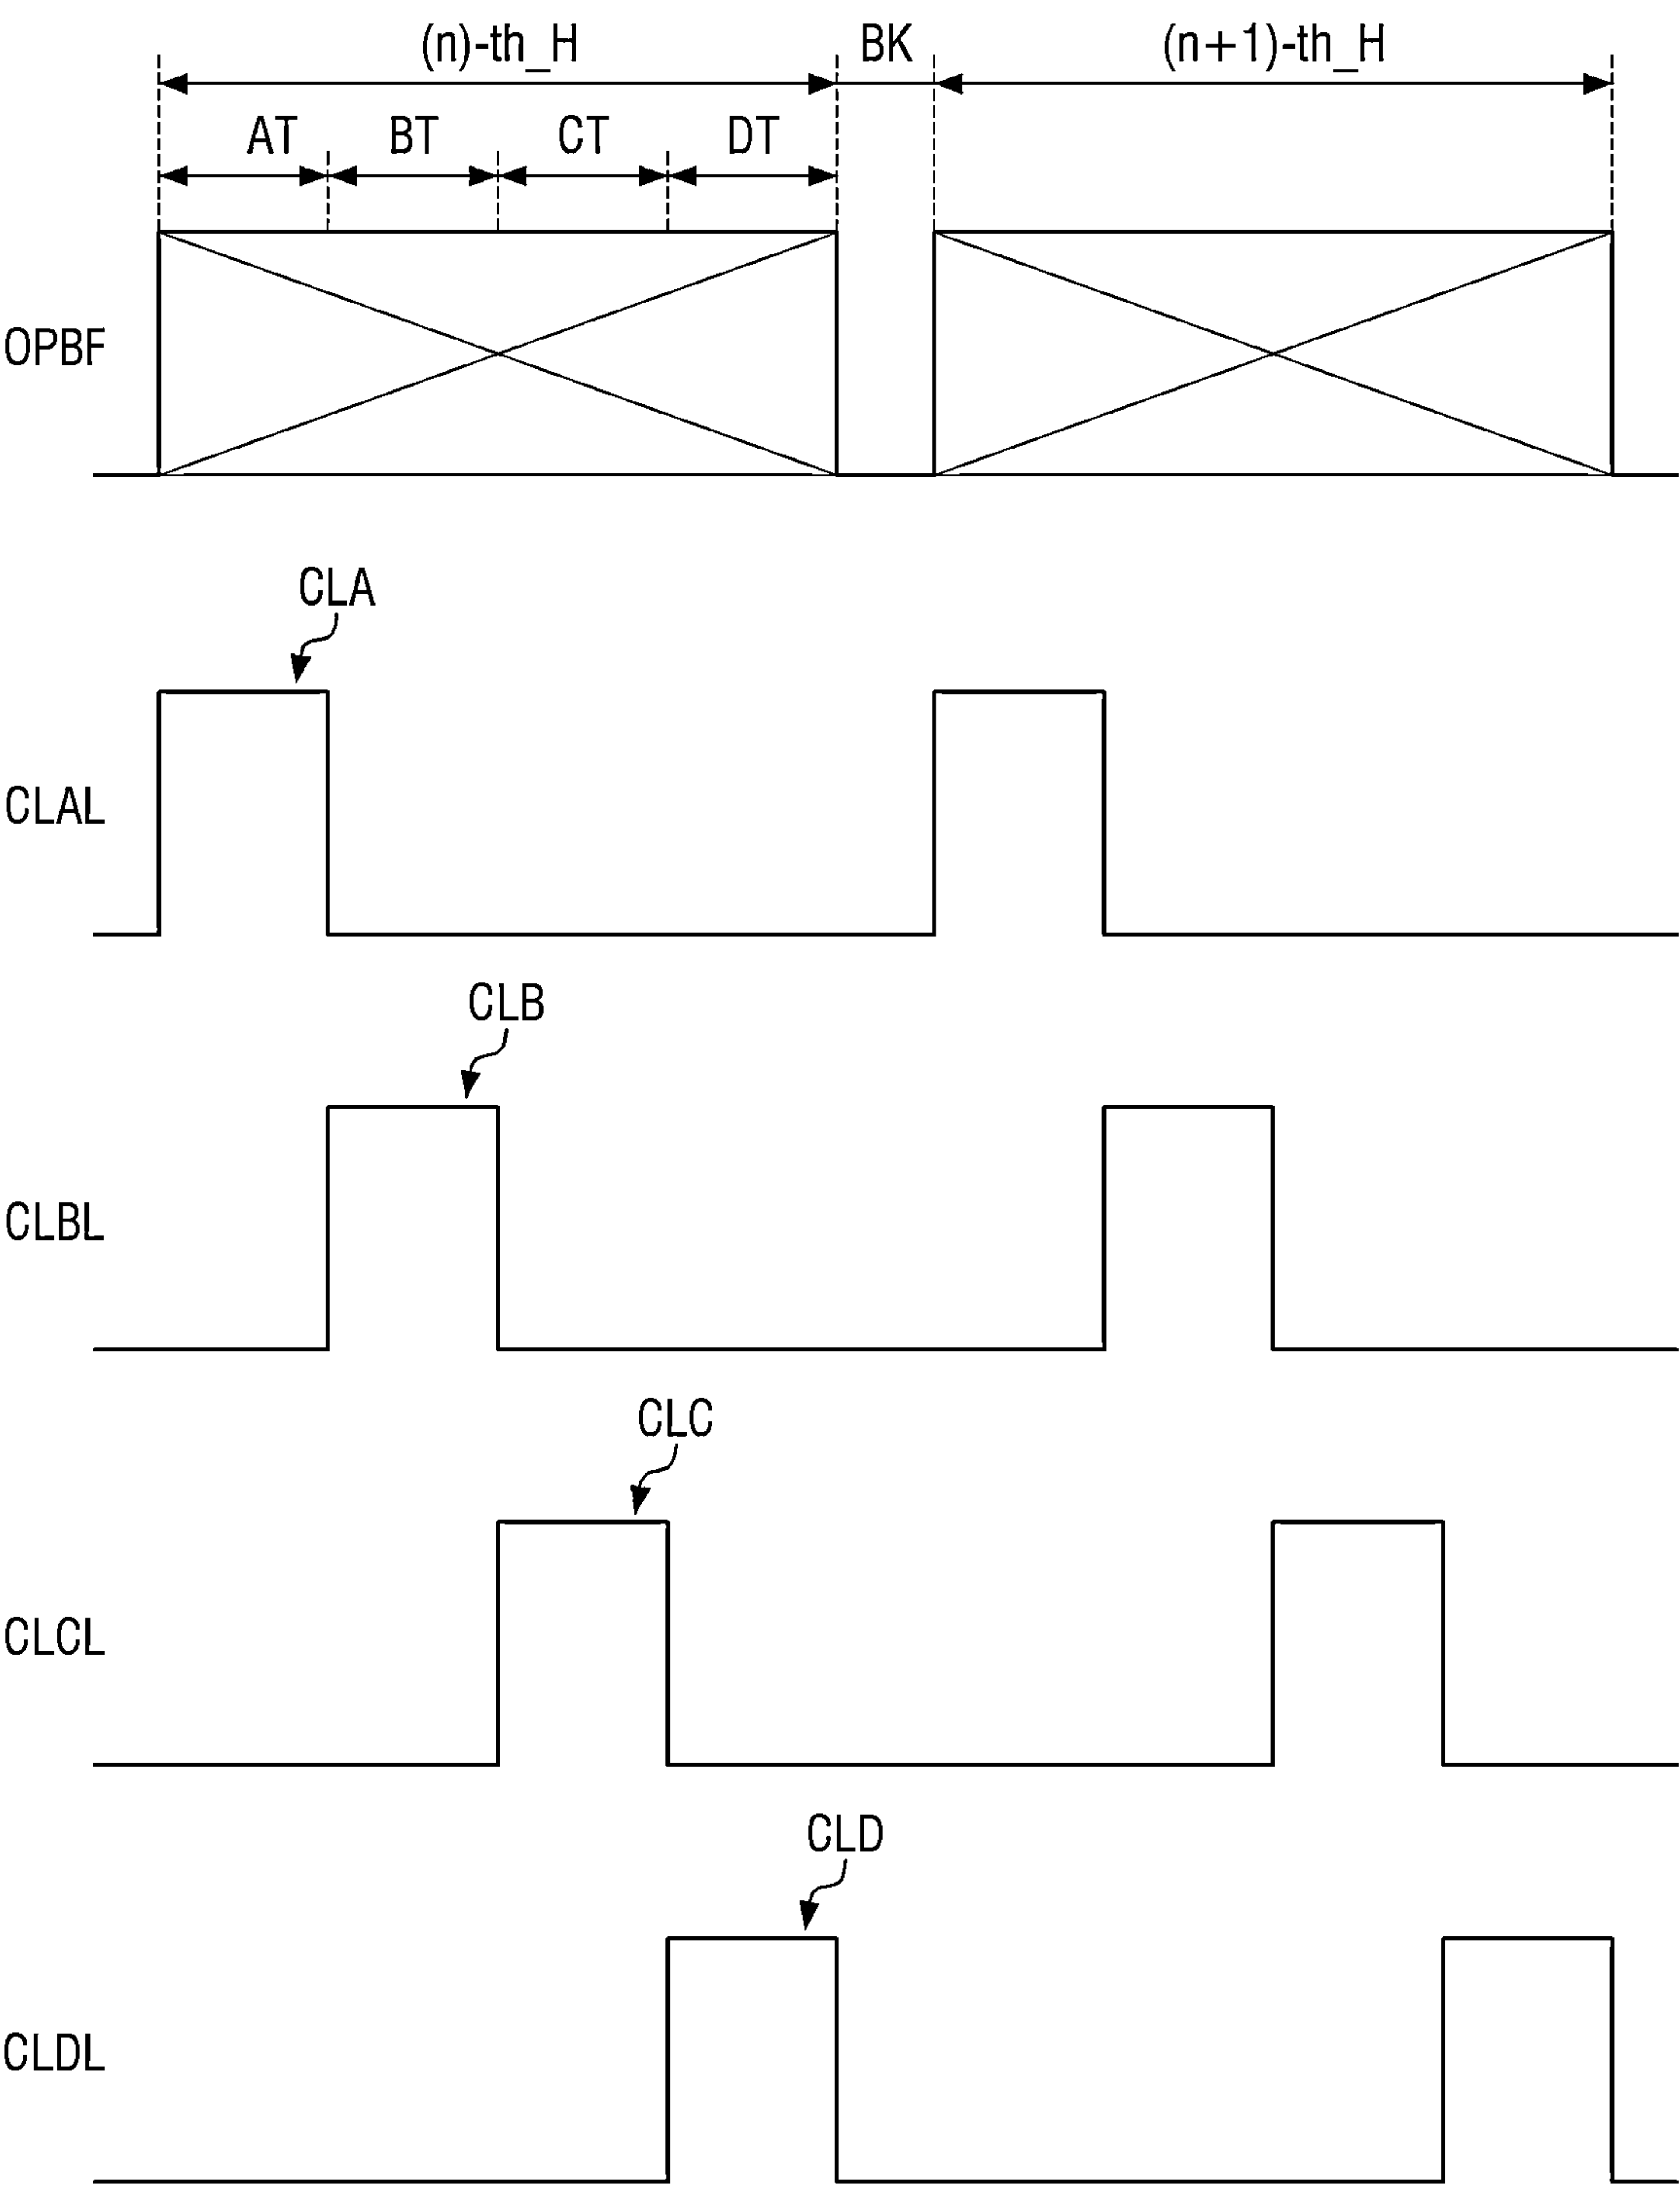 (n)-th_H BK (n+1)-th_H
AT BT CT DT
OPBF
CLA
CLAL
CLB
CLBL
CLC
CLCL
CLD
CLDL